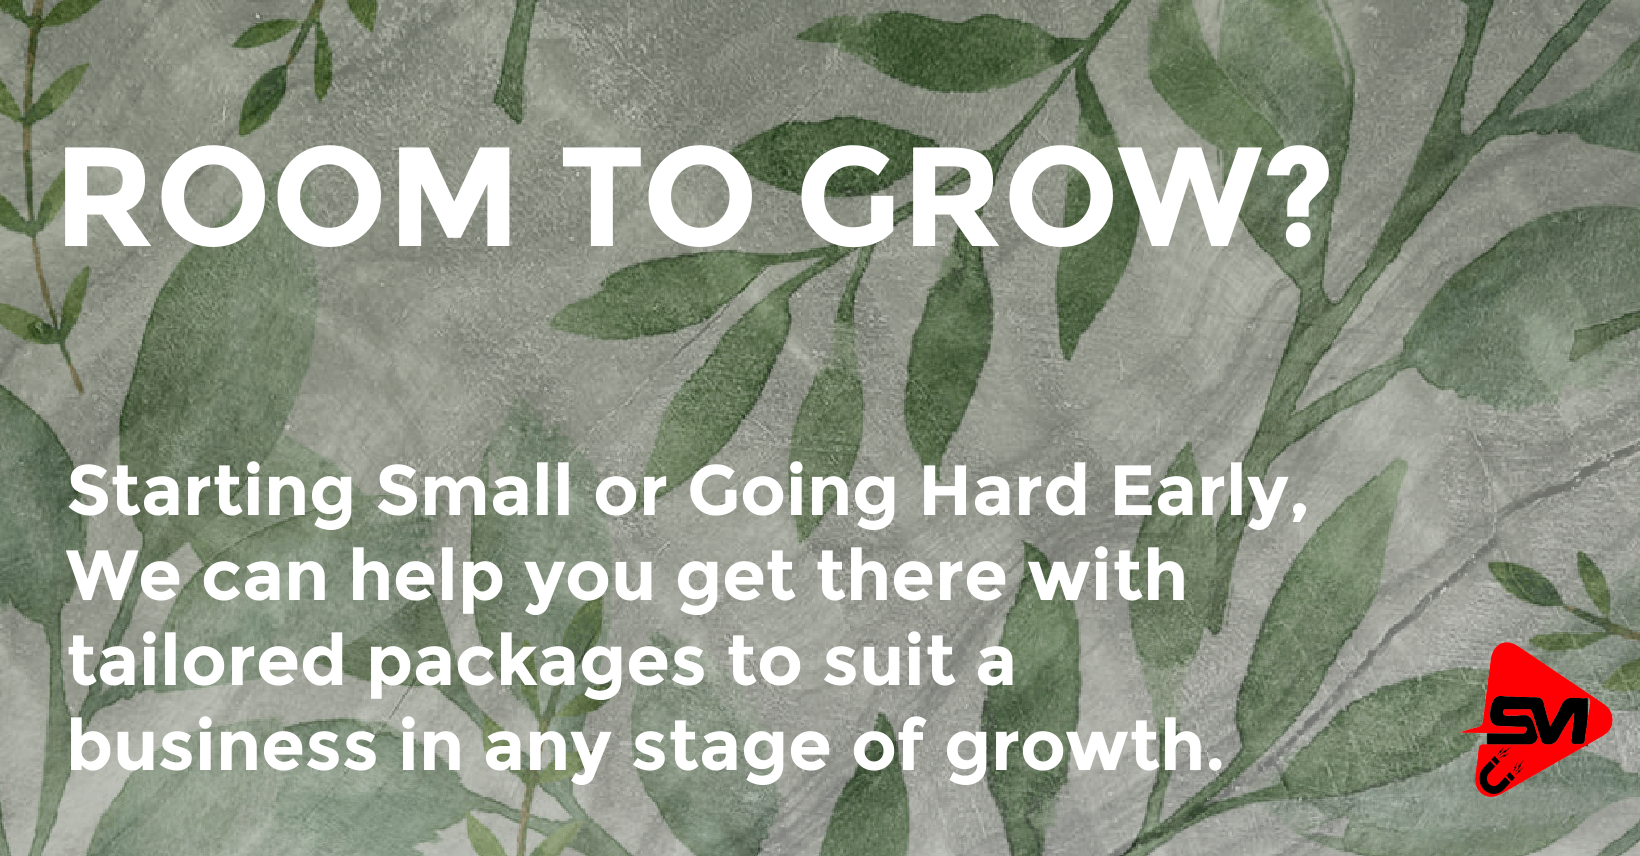 ROOM TO GROW?
Starting Small or Going Hard Early,
We can help you get there with
tailored packages to suit a
business in any stage of growth.
SM